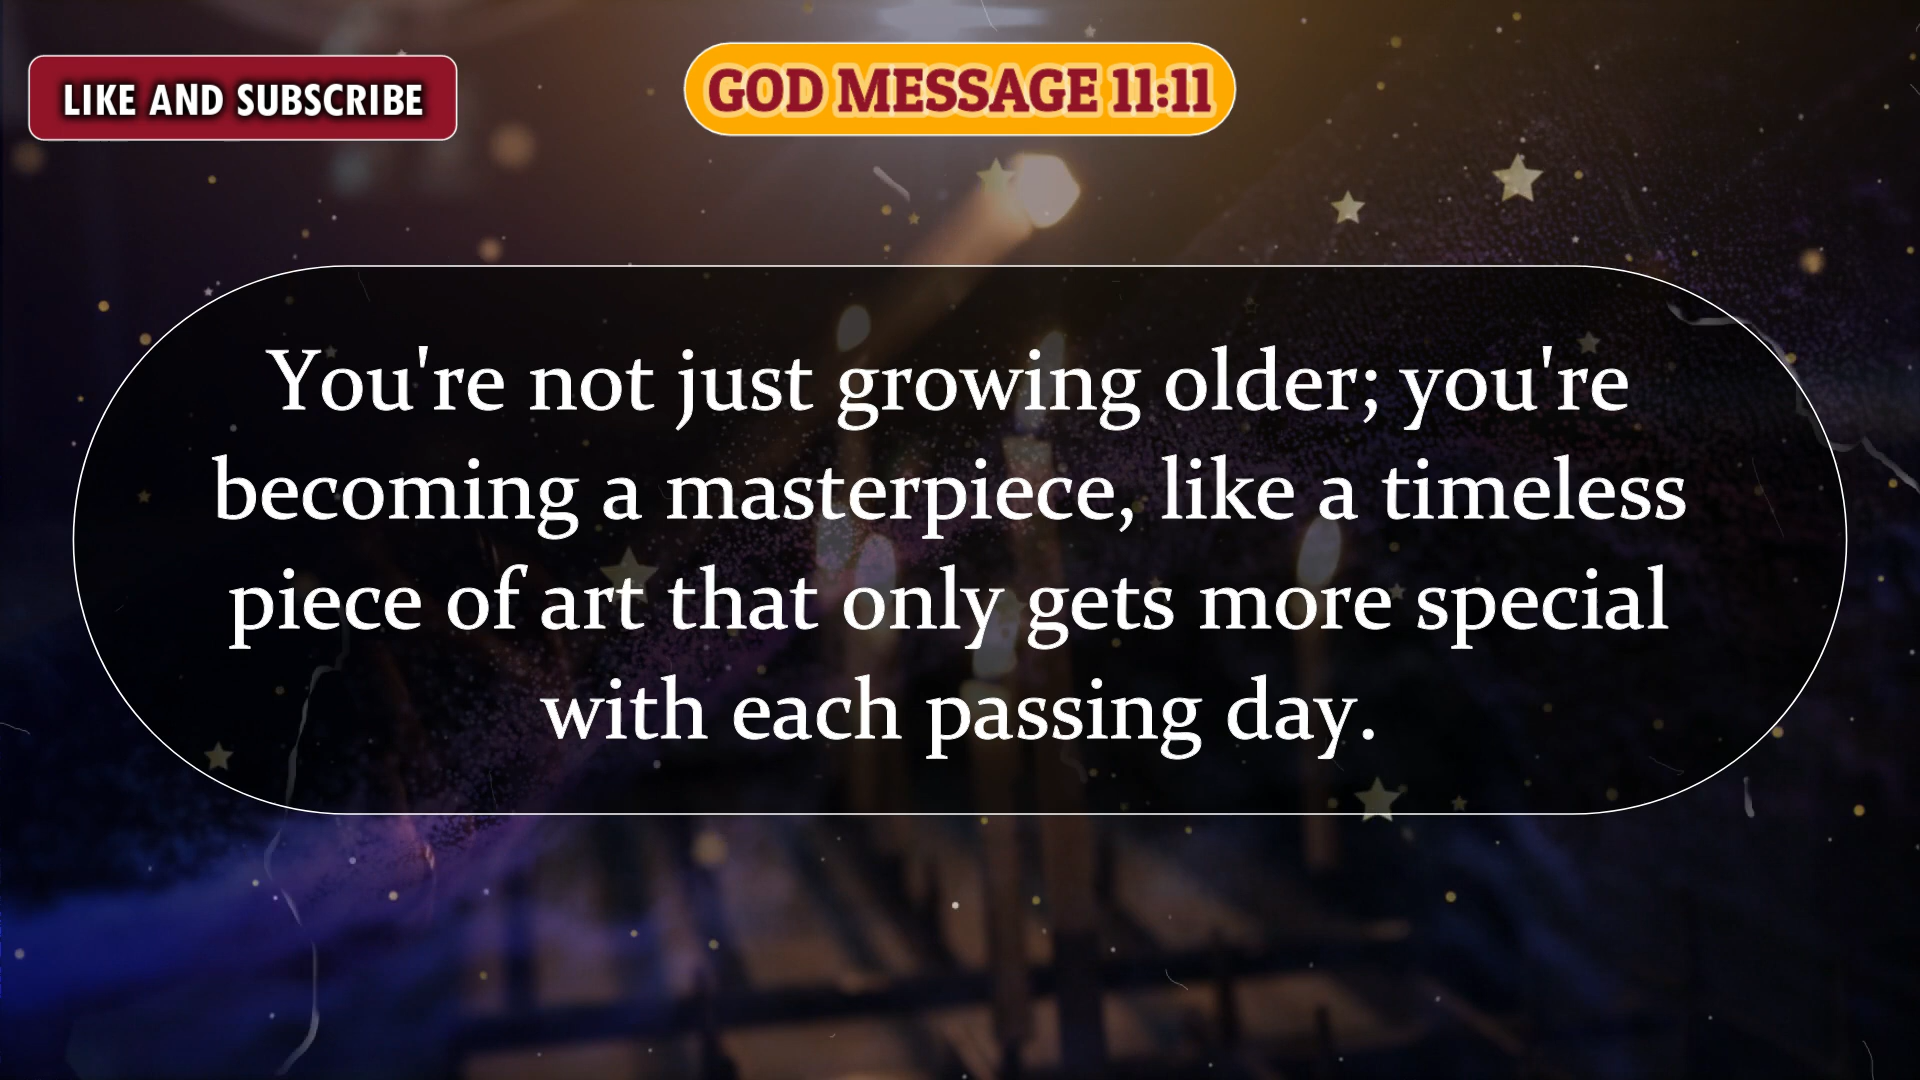 LIKE AND SUBSCRIBE
GOD MESSAGE 11:11
You're not just growing older; you're
becoming a masterpiece, like a timeless
piece of art that only gets more special
with each passing day.